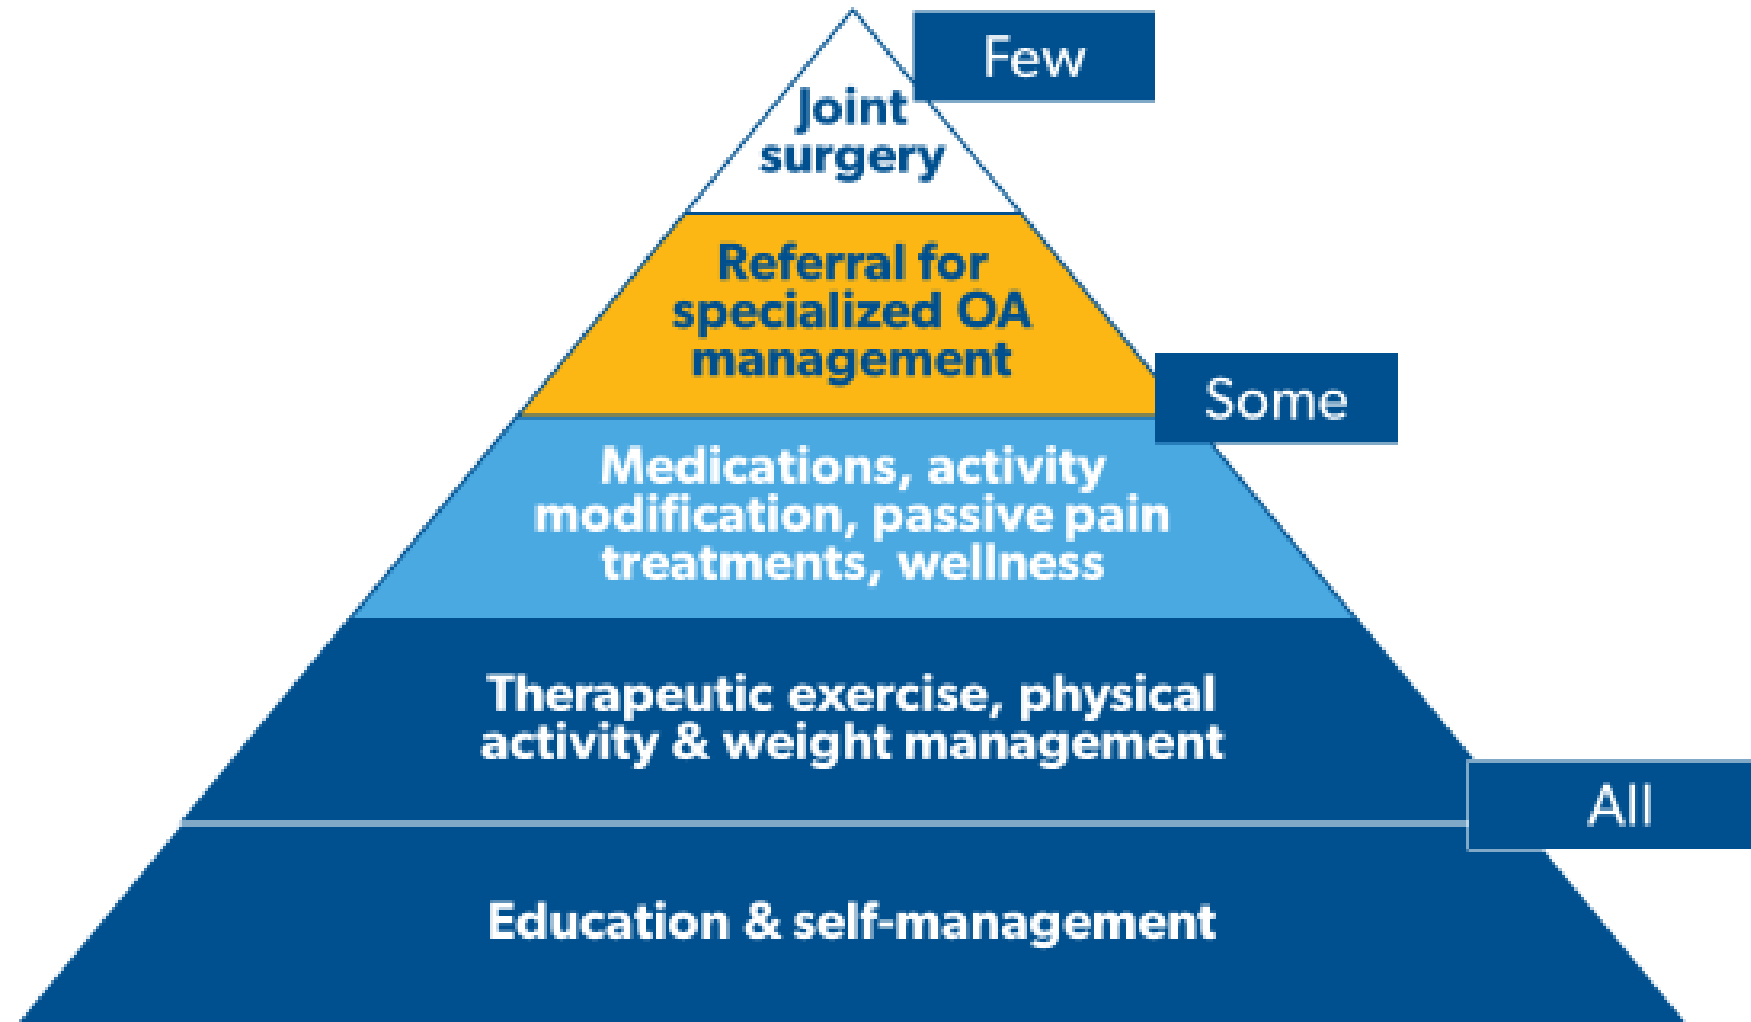 Few
Joint
surgery
Referral for
specialized OA
management
Some
Medications, activity
modification, passive pain
treatments, wellness
Therapeutic exercise, physical
activity & weight management
All
Education & self-management